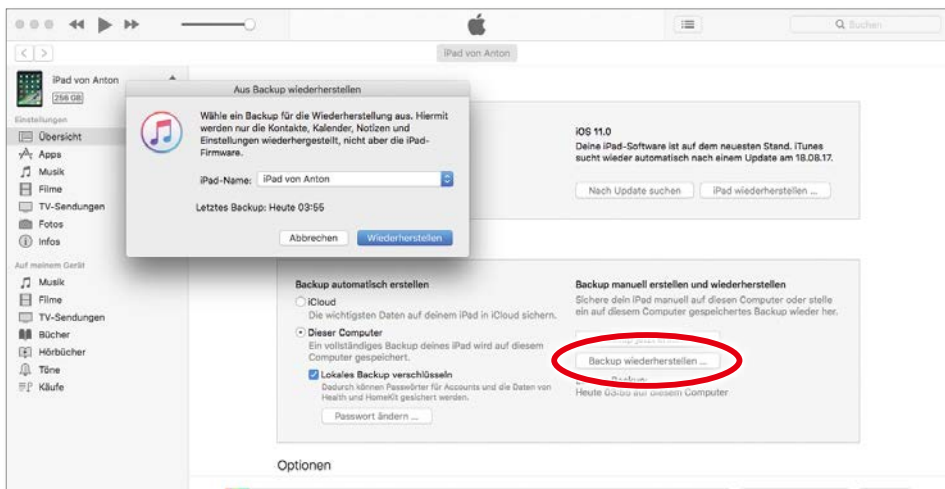 Suchen
iPad von Anton
iPad von Anton
256 GB
Einstellungen
Übersicht
Apps
Musik
Filme
TV-Sendungen
Fotos
Infos
Auf meinem Gerät
Musik
Filme
TV-Sendungen
Bücher
Hörbücher
Töne
Käufe
Aus Backup wiederherstellen
Wähle ein Backup für die Wiederherstellung aus. Hiermit
werden nur die Kontakte, Kalender, Notizen und
Einstellungen wiederhergestellt, nicht aber die iPad-
Firmware.
iPad-Name: iPad von Anton
Letztes Backup: Heute 03:55
Abbrechen Wiederherstellen
iOS 11.0
Deine iPad-Software ist auf dem neuesten Stand. iTunes
sucht wieder automatisch nach einem Update am 18.08.17.
Nach Update suchen iPad wiederherstellen ...
Backup automatisch erstellen
iCloud
Die wichtigsten Daten auf deinem iPad in iCloud sichern.
Dieser Computer
Ein vollständiges Backup deines iPad wird auf diesem
Computer gespeichert.
Lokales Backup verschlüsseln
Dadurch können Passwörter für Accounts und die Daten von
Health und HomeKit gesichert werden.
Passwort ändern ...
Backup manuell erstellen und wiederherstellen
Sichere dein iPad manuell auf diesen Computer oder stelle
ein auf diesem Computer gespeichertes Backup wieder her.
Backup wiederherstellen ...
Backup:
Heute 03:55 auf diesem Computer
Optionen